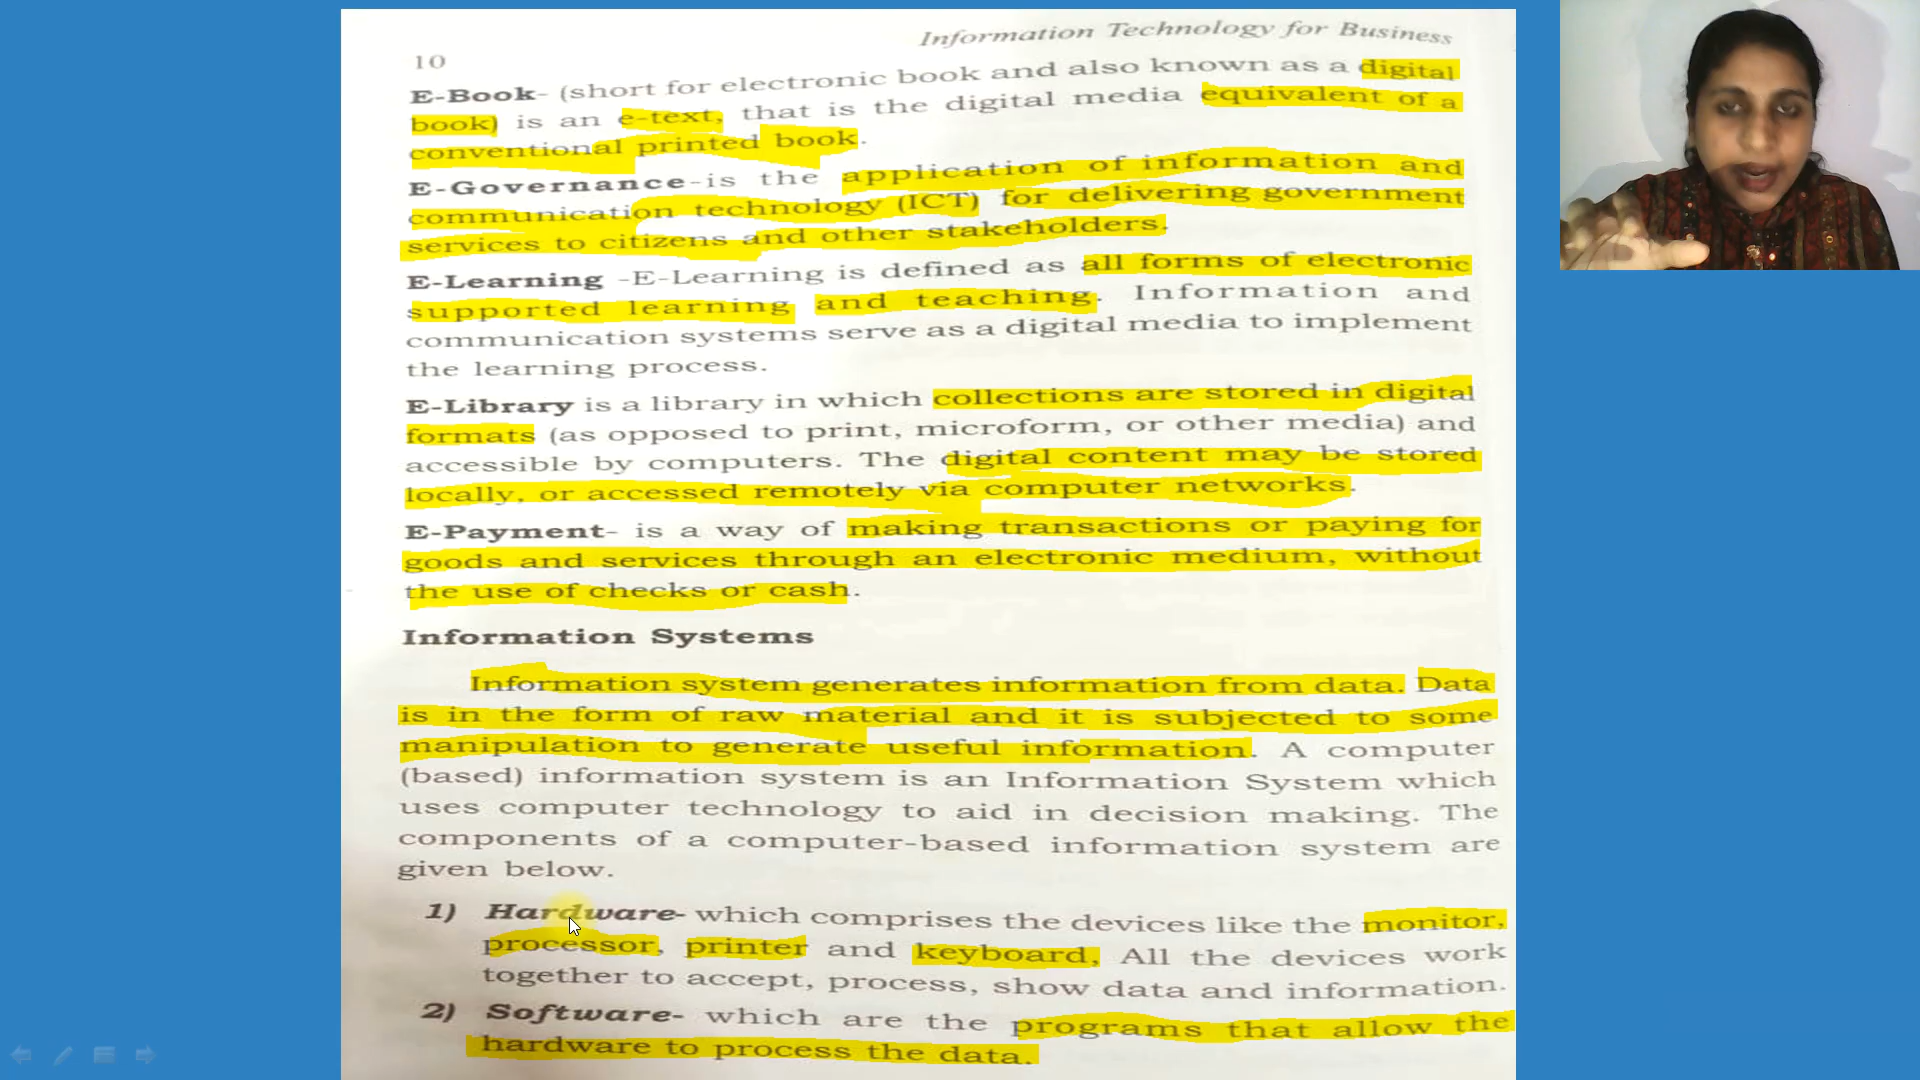 Information Technology for Business
10
E-Book- (short for electronic book and also known as a digital
book) is an e-text, that is the digital media equivalent of a
conventional printed book.
E-Governance-is the application of information and
communication technology (ICT) for delivering government
services to citizens and other stakeholders.
E-Learning -E-Learning is defined as all forms of electronic
supported learning and teaching. Information and
communication systems serve as a digital media to implement
the learning process.
E-Library is a library in which collections are stored in digital
formats (as opposed to print, microform, or other media) and
accessible by computers. The digital content may be stored
locally, or accessed remotely via computer networks.
E-Payment- is a way of making transactions or paying for
goods and services through an electronic medium, without
the use of checks or cash.
Information Systems
Information system generates information from data. Data
is in the form of raw material and it is subjected to some
manipulation to generate useful information. A computer
(based) information system is an Information System which
uses computer technology to aid in decision making. The
components of a computer-based information system are
given below.
1) Hardware- which comprises the devices like the monitor,
processor, printer and keyboard, All the devices work
together to accept, process, show data and information.
2) Software- which are the programs that allow the
hardware to process the data.